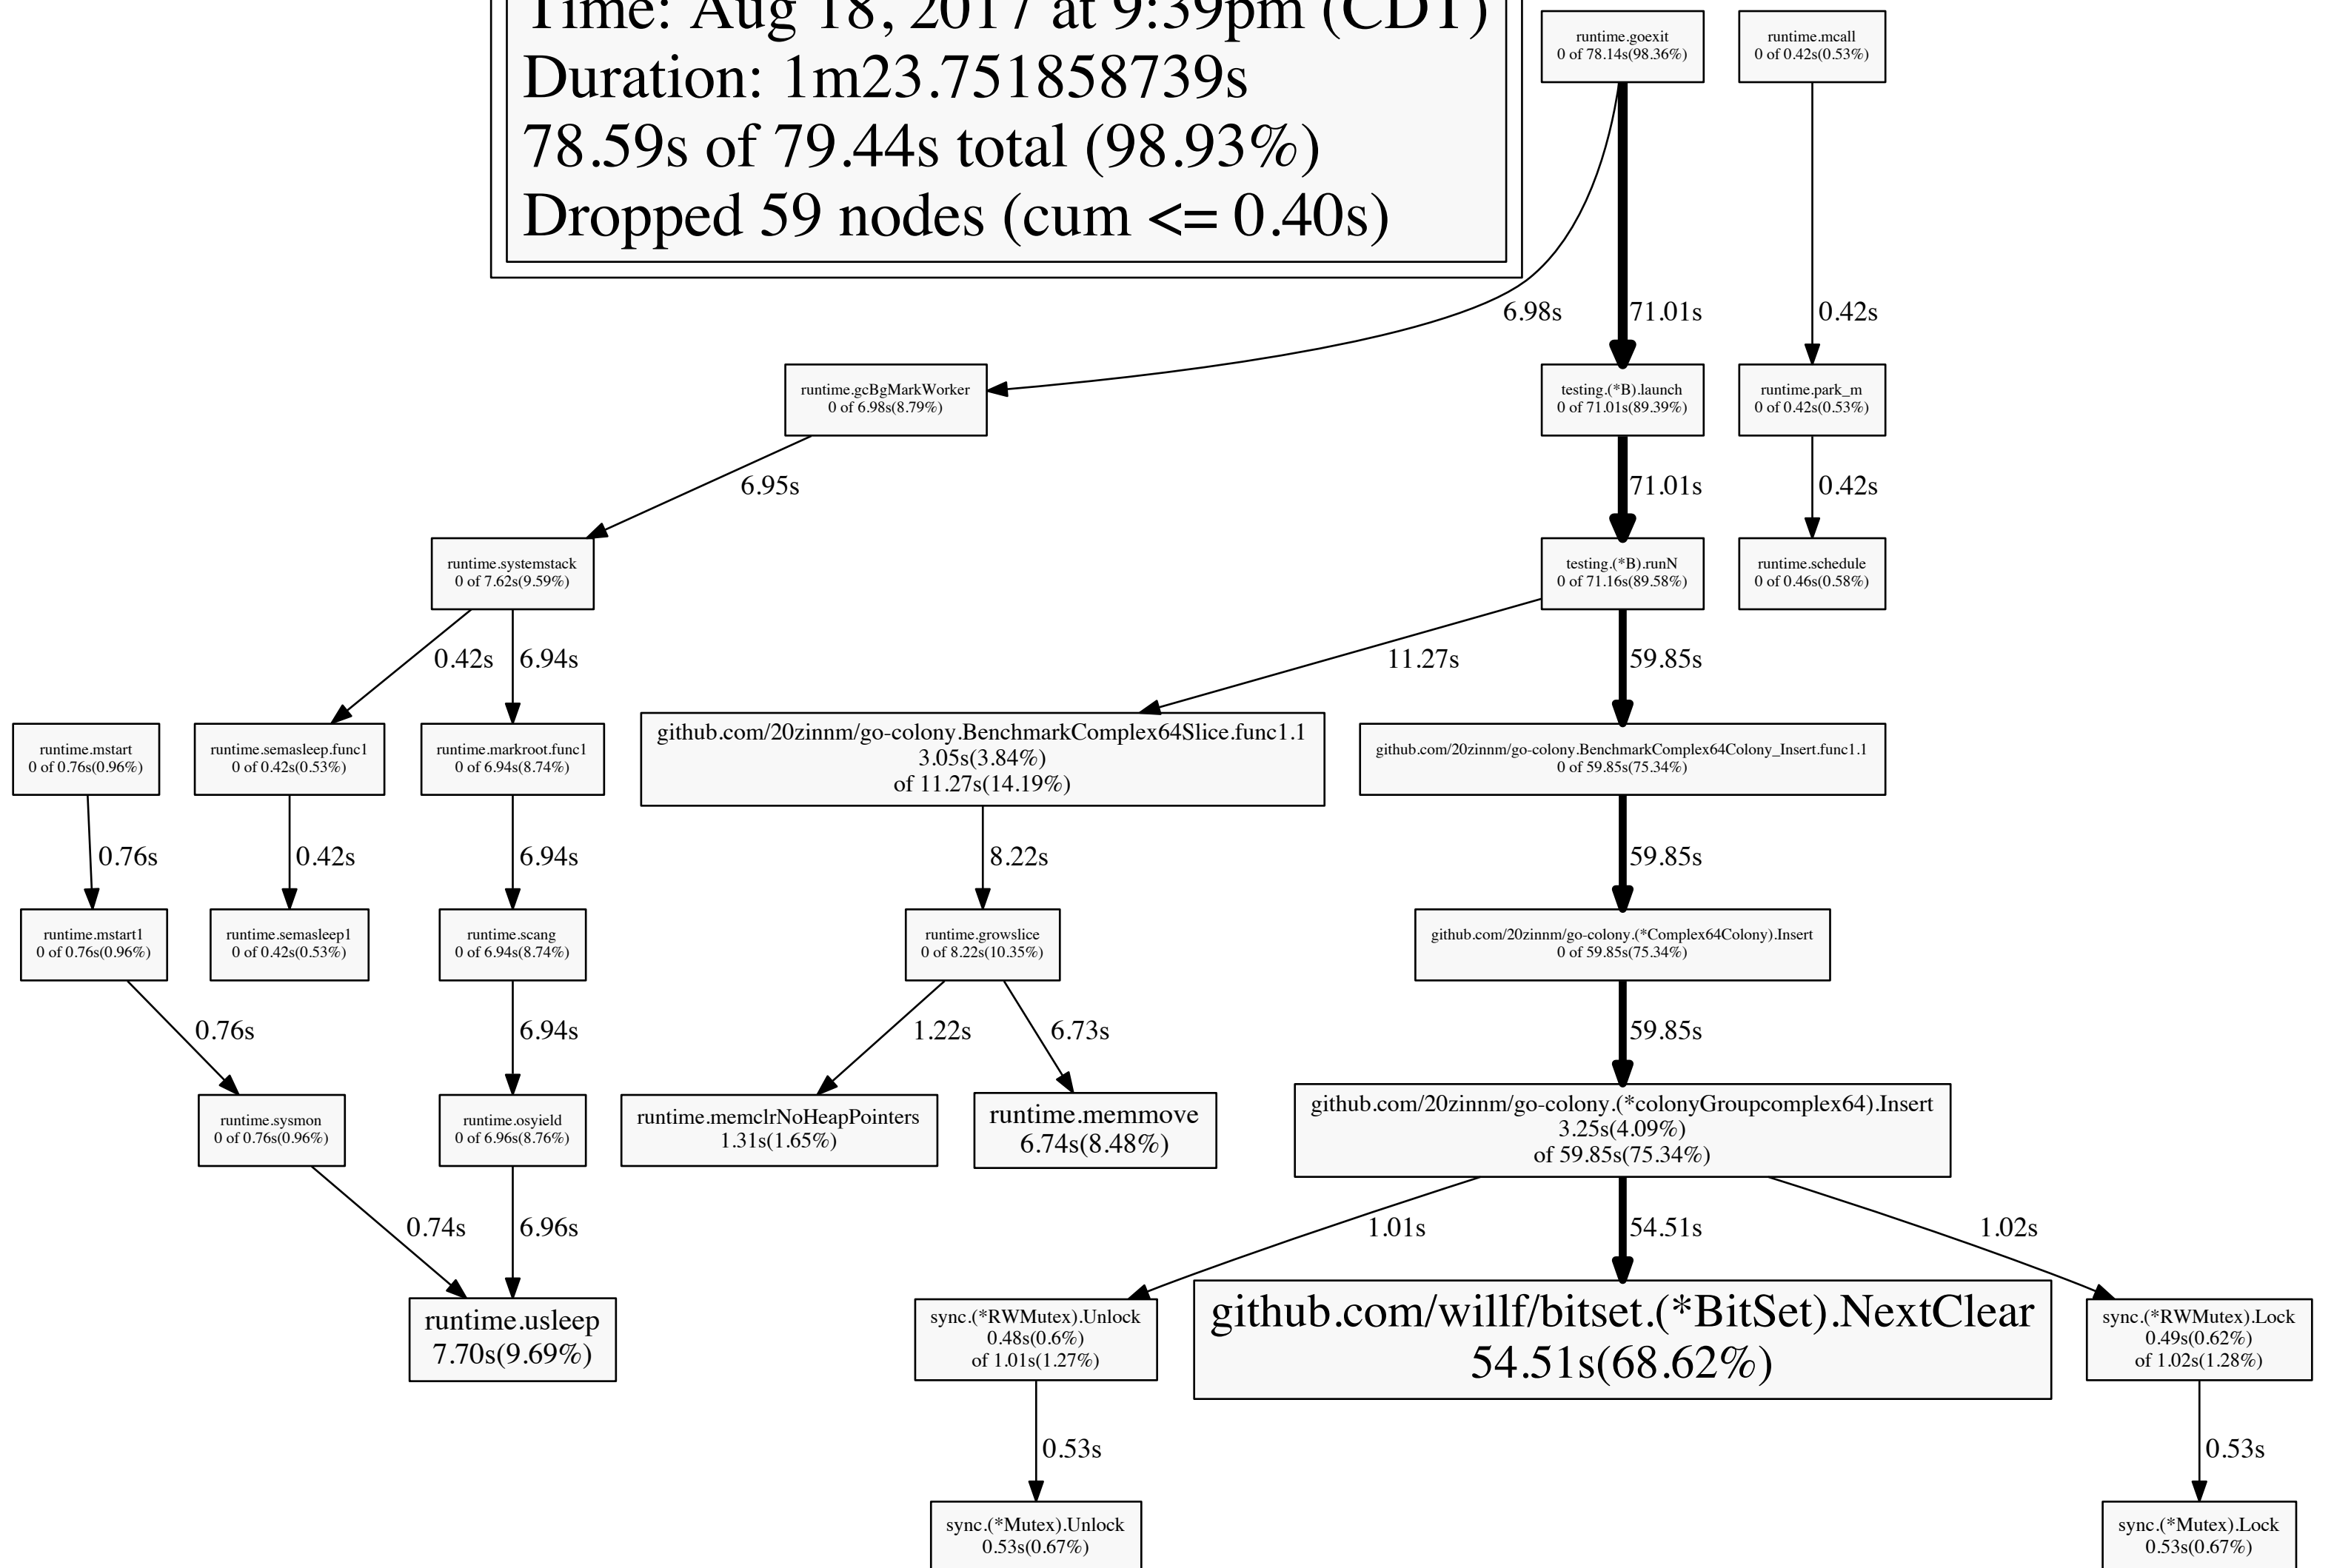 Time: Aug 18, 2017 at 9:39pm (CDT)
Duration: 1m23.751858739s
78.59s of 79.44s total (98.93%)
Dropped 59 nodes (cum <= 0.40s)
runtime.goexit
0 of 78.14s(98.36%)
runtime.mcall
0 of 0.42s(0.53%)
6.98s
71.01s
0.42s
runtime.gcBgMarkWorker
0 of 6.98s(8.79%)
testing.(*B).launch
0 of 71.01s(89.39%)
runtime.park_m
0 of 0.42s(0.53%)
6.95s
71.01s
0.42s
runtime.systemstack
0 of 7.62s(9.59%)
testing.(*B).runN
0 of 71.16s(89.58%)
runtime.schedule
0 of 0.46s(0.58%)
0.42s
6.94s
11.27s
59.85s
runtime.mstart
0 of 0.76s(0.96%)
runtime.semasleep.func1
0 of 0.42s(0.53%)
runtime.markroot.func1
0 of 6.94s(8.74%)
github.com/20zinnm/go-colony.BenchmarkComplex64Slice.func1.1
3.05s(3.84%)
of 11.27s(14.19%)
github.com/20zinnm/go-colony.BenchmarkComplex64Colony_Insert.func1.1
0 of 59.85s(75.34%)
0.76s
0.42s
6.94s
8.22s
59.85s
runtime.mstart1
0 of 0.76s(0.96%)
runtime.semasleep1
0 of 0.42s(0.53%)
runtime.scang
0 of 6.94s(8.74%)
runtime.growslice
0 of 8.22s(10.35%)
github.com/20zinnm/go-colony.(*Complex64Colony).Insert
0 of 59.85s(75.34%)
0.76s
6.94s
1.22s
6.73s
59.85s
runtime.sysmon
0 of 0.76s(0.96%)
runtime.osyield
0 of 6.96s(8.76%)
runtime.memclrNoHeapPointers
1.31s(1.65%)
runtime.memmove
6.74s(8.48%)
github.com/20zinnm/go-colony.(*colonyGroupcomplex64).Insert
3.25s(4.09%)
of 59.85s(75.34%)
0.74s
6.96s
1.01s
54.51s
1.02s
runtime.usleep
7.70s(9.69%)
sync.(*RWMutex).Unlock
0.48s(0.6%)
of 1.01s(1.27%)
github.com/willf/bitset.(*BitSet).NextClear
54.51s(68.62%)
sync.(*RWMutex).Lock
0.49s(0.62%)
of 1.02s(1.28%)
0.53s
0.53s
sync.(*Mutex).Unlock
0.53s(0.67%)
sync.(*Mutex).Lock
0.53s(0.67%)